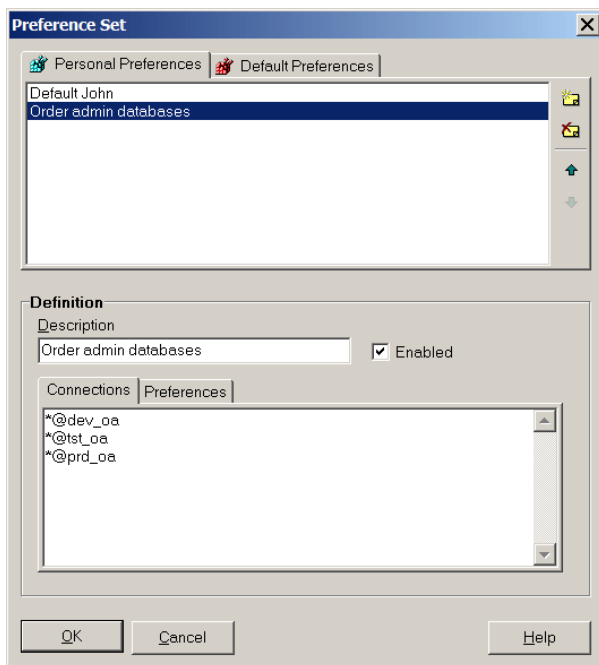 Preference Set
Personal Preferences
Default Preferences
Default John
Order admin databases
Definition
Description
Order admin databases
Enabled
Connections
Preferences
*@dev_oa
*@tst_oa
*@prd_oa
OK
Cancel
Help